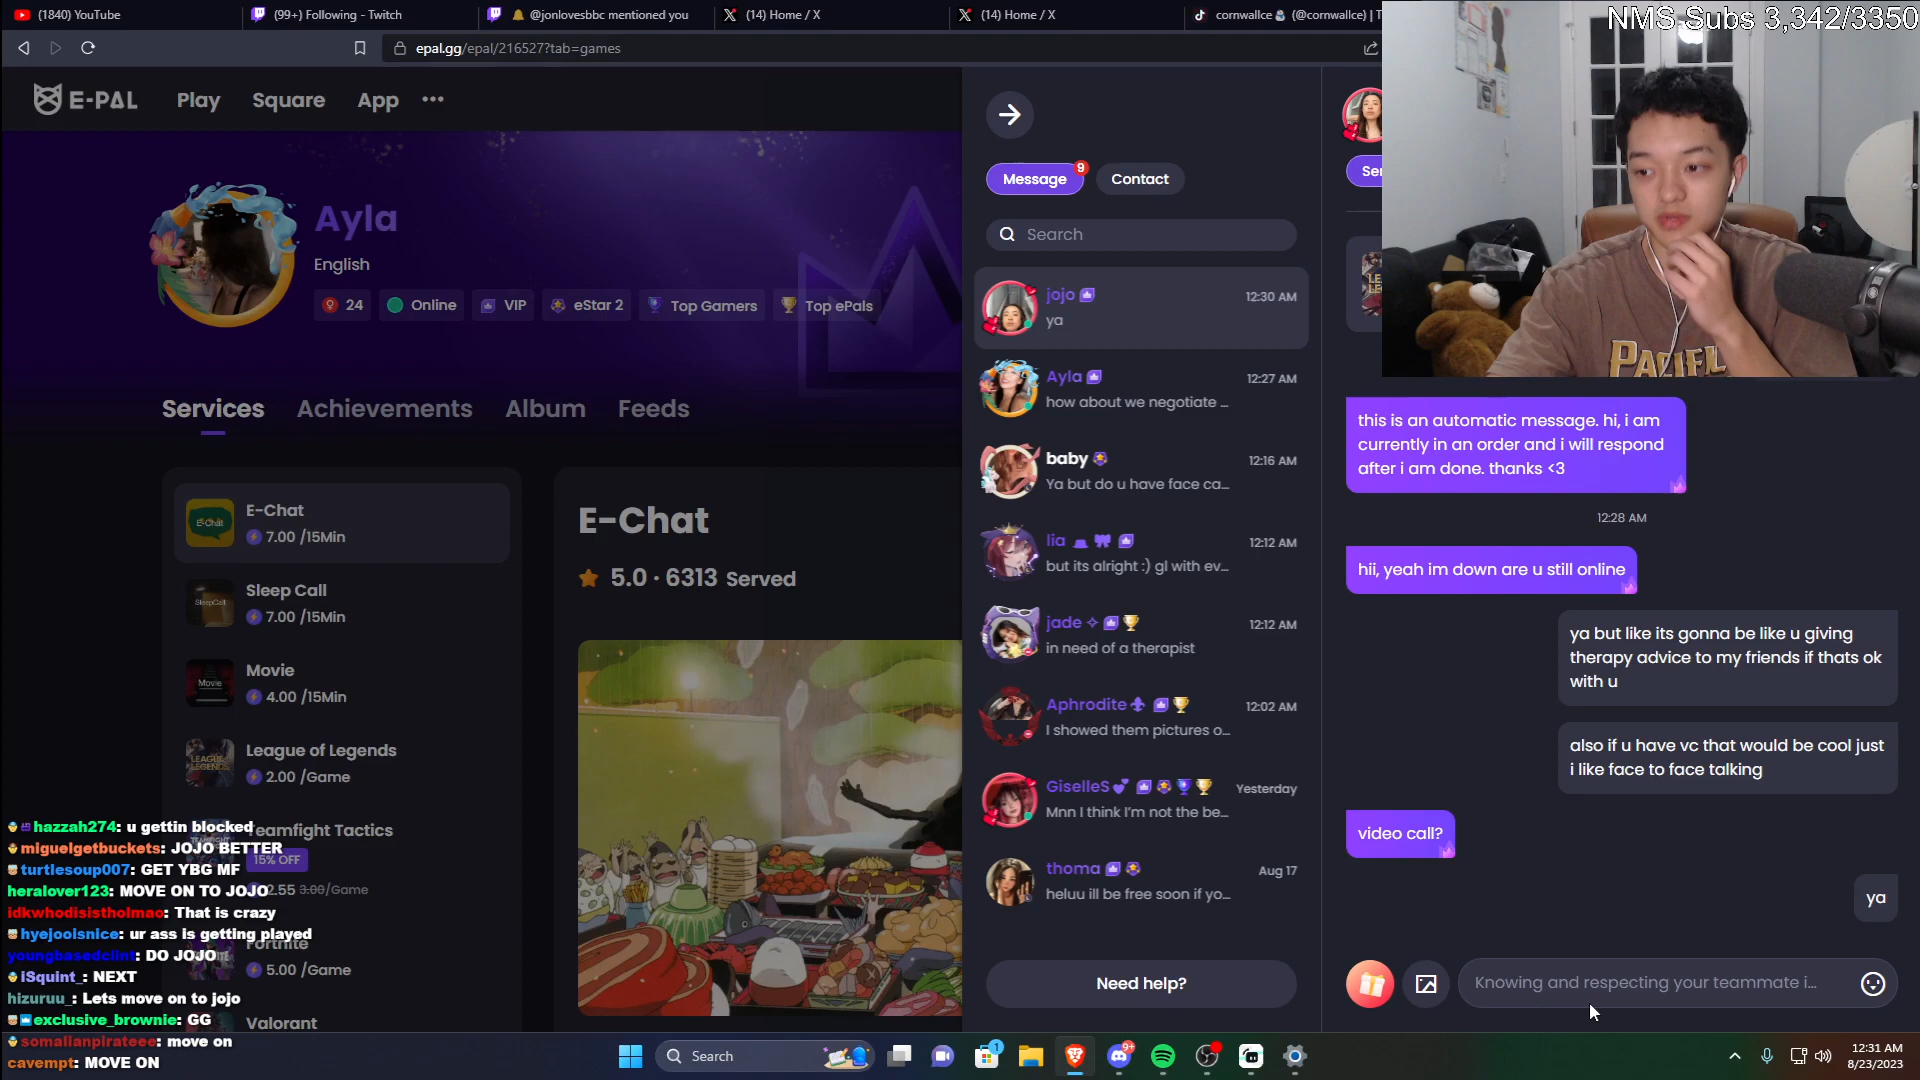 (1840) YouTube
(99+) Following - Twitch
@jonlovesbbc mentioned you
(14) Home / X
(14) Home / X
cornwallce (@cornwallce) | T
NMS Subs 3,342/3350
epal.gg/epal/216527?tab=games
E-PAL
Play
Square
App
Ayla
English
24
Online
VIP
eStar 2
Top Gamers
Top ePals
Services
Achievements
Album
Feeds
E-Chat
E-Chat
7.00 /15Min
SleepCall
Sleep Call
7.00 /15Min
Movie
Movie
4.00 /15Min
League of Legends
2.00 /Game
Teamfight Tactics
15% OFF
2.55 3.00/Game
Fortnite
5.00 /Game
Valorant
E-Chat
5.0 · 6313 Served
hazzah274: u gettin blocked
miguelgetbuckets: JOJO BETTER
turtlesoup007: GET YBG MF
heralover123: MOVE ON TO JOJO
idkwhodisistholmao: That is crazy
hyejooisnice: ur ass is getting played
youngbasedclint: DO JOJO
iSquint_: NEXT
hizuruu_: Lets move on to jojo
exclusive_brownie: GG
somalianpirateee: move on
cavempt: MOVE ON
Message
9
Contact
Search
jojo
12:30 AM
ya
Ayla
12:27 AM
how about we negotiate ...
baby
12:16 AM
Ya but do u have face ca...
lia
12:12 AM
but its alright :) gl with ev...
jade
12:12 AM
in need of a therapist
Aphrodite
12:02 AM
I showed them pictures o...
GiselleS
Yesterday
Mnn I think I'm not the be...
thoma
Aug 17
heluu ill be free soon if yo...
Need help?
Ser
this is an automatic message. hi, i am
currently in an order and i will respond
after i am done. thanks <3
12:28 AM
hii, yeah im down are u still online
ya but like its gonna be like u giving
therapy advice to my friends if thats ok
with u
also if u have vc that would be cool just
i like face to face talking
video call?
ya
Knowing and respecting your teammate i...
PACIFI
Search
1
9+
12:31 AM
8/23/2023